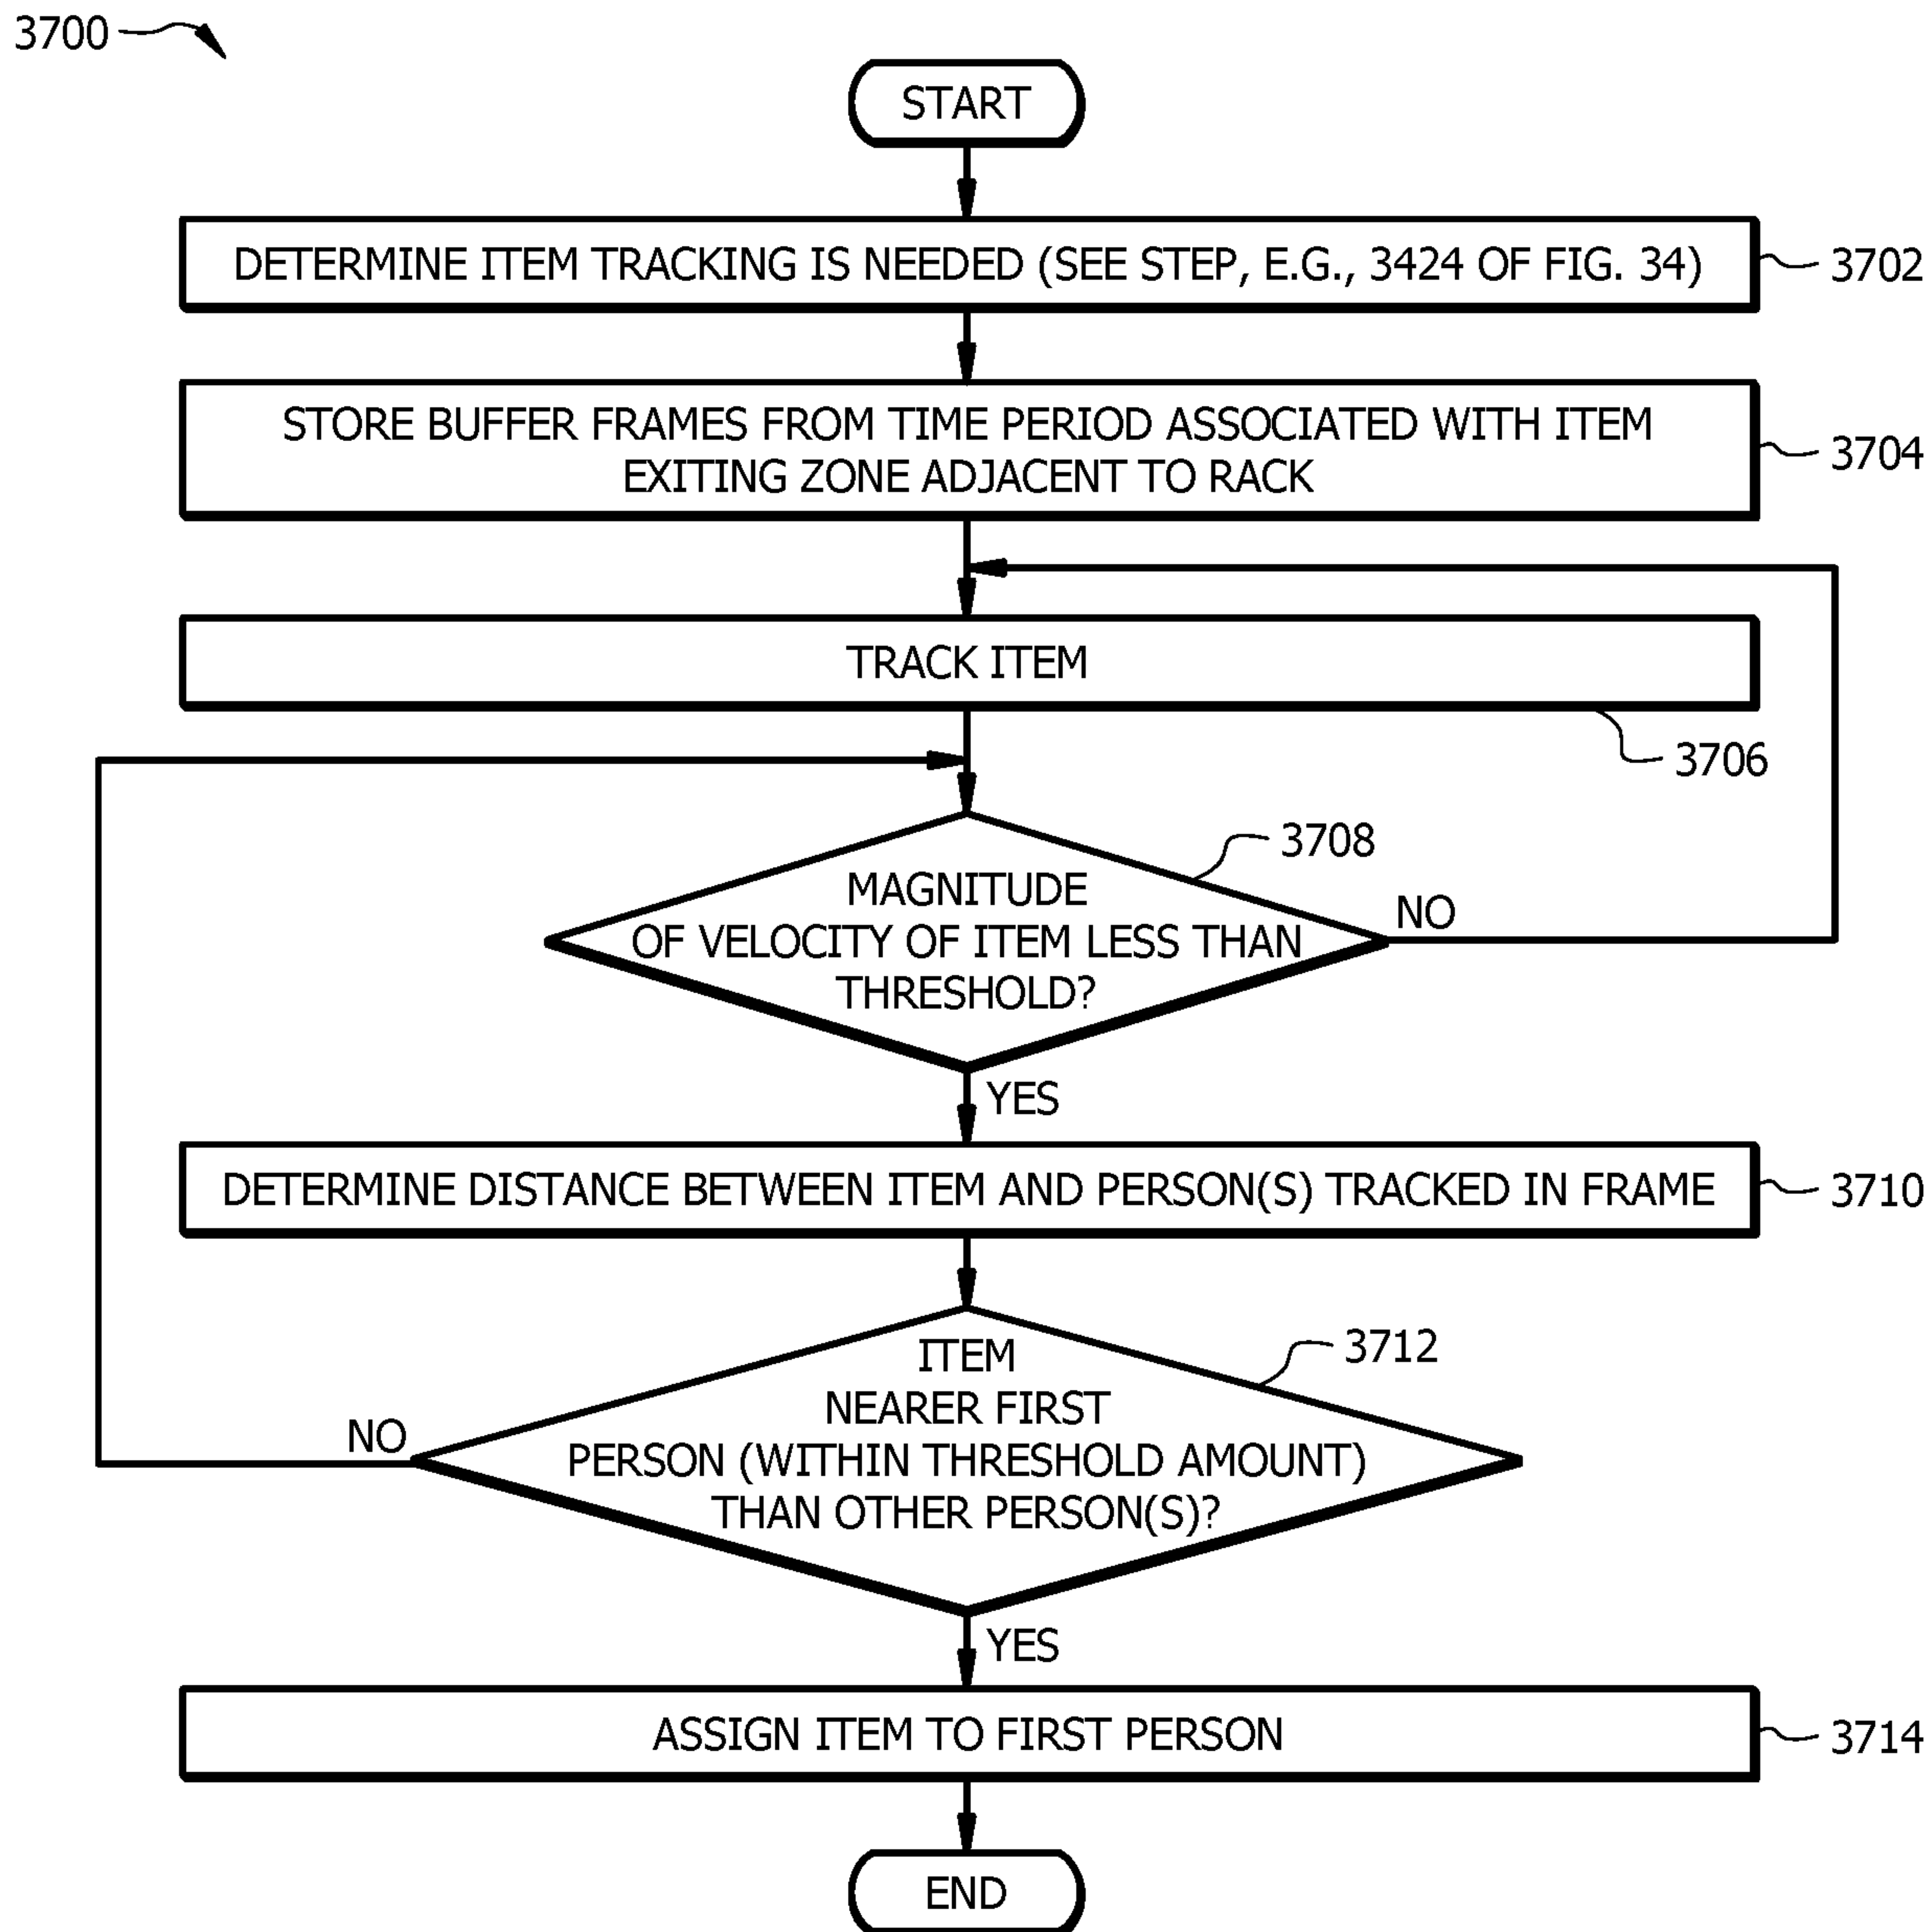 3700
START
DETERMINE ITEM TRACKING IS NEEDED (SEE STEP, E.G., 3424 OF FIG. 34)
3702
STORE BUFFER FRAMES FROM TIME PERIOD ASSOCIATED WITH ITEM
EXITING ZONE ADJACENT TO RACK
3704
TRACK ITEM
3706
3708
MAGNITUDE
OF VELOCITY OF ITEM LESS THAN
THRESHOLD?
NO
YES
DETERMINE DISTANCE BETWEEN ITEM AND PERSON(S) TRACKED IN FRAME
3710
3712
ITEM
NEARER FIRST
PERSON (WITHIN THRESHOLD AMOUNT)
THAN OTHER PERSON(S)?
NO
YES
ASSIGN ITEM TO FIRST PERSON
3714
END